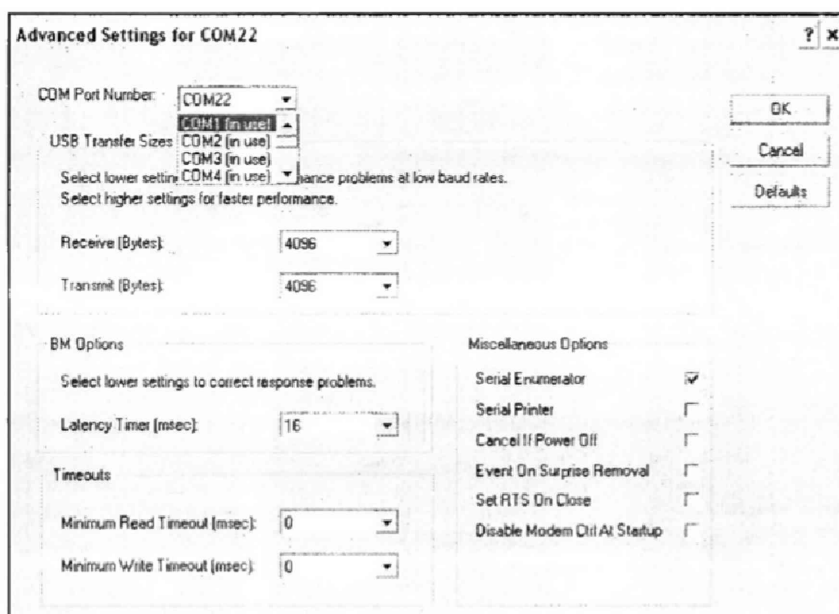 Advanced Settings for COM22
? x
COM Port Number: COM22
COM1 (in use)
USB Transfer Sizes COM2 (in use)
COM3 (in use)
Select lower settin COM4 (in use) ance problems at low baud rates.
Select higher settings for faster performance.
Receive (Bytes): 4096
Transmit (Bytes): 4096
OK
Cancel
Defaults
BM Options
Select lower settings to correct response problems.
Latency Timer (msec): 16
Timeouts
Minimum Read Timeout (msec): 0
Minimum Write Timeout (msec): 0
Miscellaneous Options
Serial Enumerator
Serial Printer
Cancel If Power Off
Event On Surprise Removal
Set RTS On Close
Disable Modem Ctrl At Startup